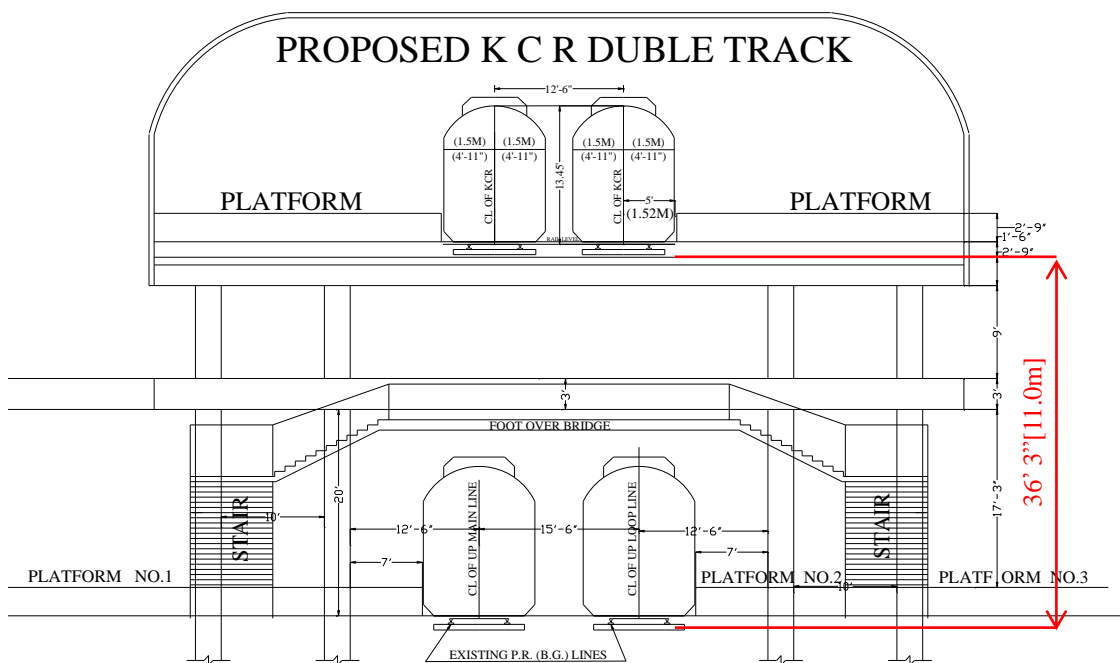 PROPOSED K C R DUBLE TRACK
12'-6"
(1.5M) (1.5M) (1.5M) (1.5M)
(4'-11") (4'-11") (4'-11") (4'-11")
CL OF KCR
13.45'
CL OF KCR
5'
(1.52M)
PLATFORM PLATFORM
RAIL LEVEL
2'-9"
1'-6"
2'-9"
9'
3'
3'
36' 3”[11.0m]
FOOT OVER BRIDGE
20'
17'-3"
STAIR
10'
12'-6" 15'-6" 12'-6"
7' 7'
CL OF UP MAIN LINE
CL OF UP LOOP LINE
STAIR
PLATFORM NO.1 PLATFORM NO.2 PLATFORM NO.3
10'
EXISTING P.R. (B.G.) LINES